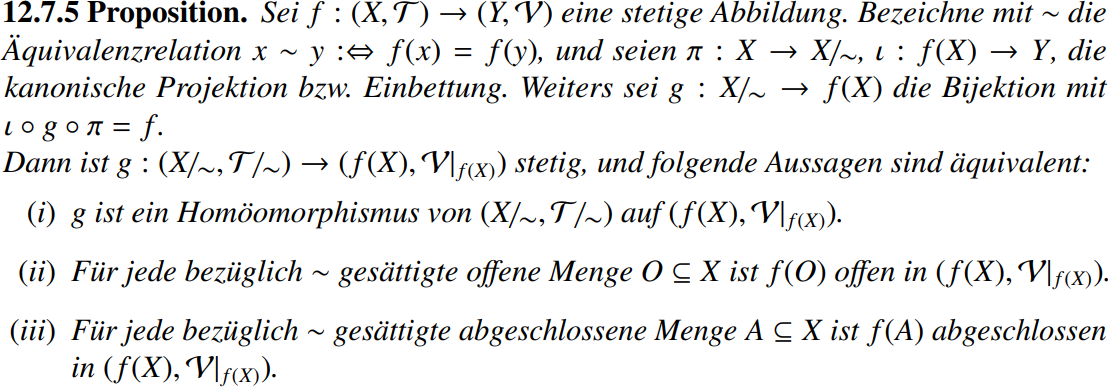 12.7.5 Proposition. Sei f : (X, 𝒯) → (Y, 𝒱) eine stetige Abbildung. Bezeichne mit ∼ die
Äquivalenzrelation x ∼ y :⇔ f(x) = f(y), und seien π : X → X/∼, ι : f(X) → Y, die
kanonische Projektion bzw. Einbettung. Weiters sei g : X/∼ → f(X) die Bijektion mit
ι ∘ g ∘ π = f.
Dann ist g : (X/∼, 𝒯/∼) → (f(X), 𝒱|f(X)) stetig, und folgende Aussagen sind äquivalent:
(i) g ist ein Homöomorphismus von (X/∼, 𝒯/∼) auf (f(X), 𝒱|f(X)).
(ii) Für jede bezüglich ∼ gesättigte offene Menge O ⊆ X ist f(O) offen in (f(X), 𝒱|f(X)).
(iii) Für jede bezüglich ∼ gesättigte abgeschlossene Menge A ⊆ X ist f(A) abgeschlossen
in (f(X), 𝒱|f(X)).